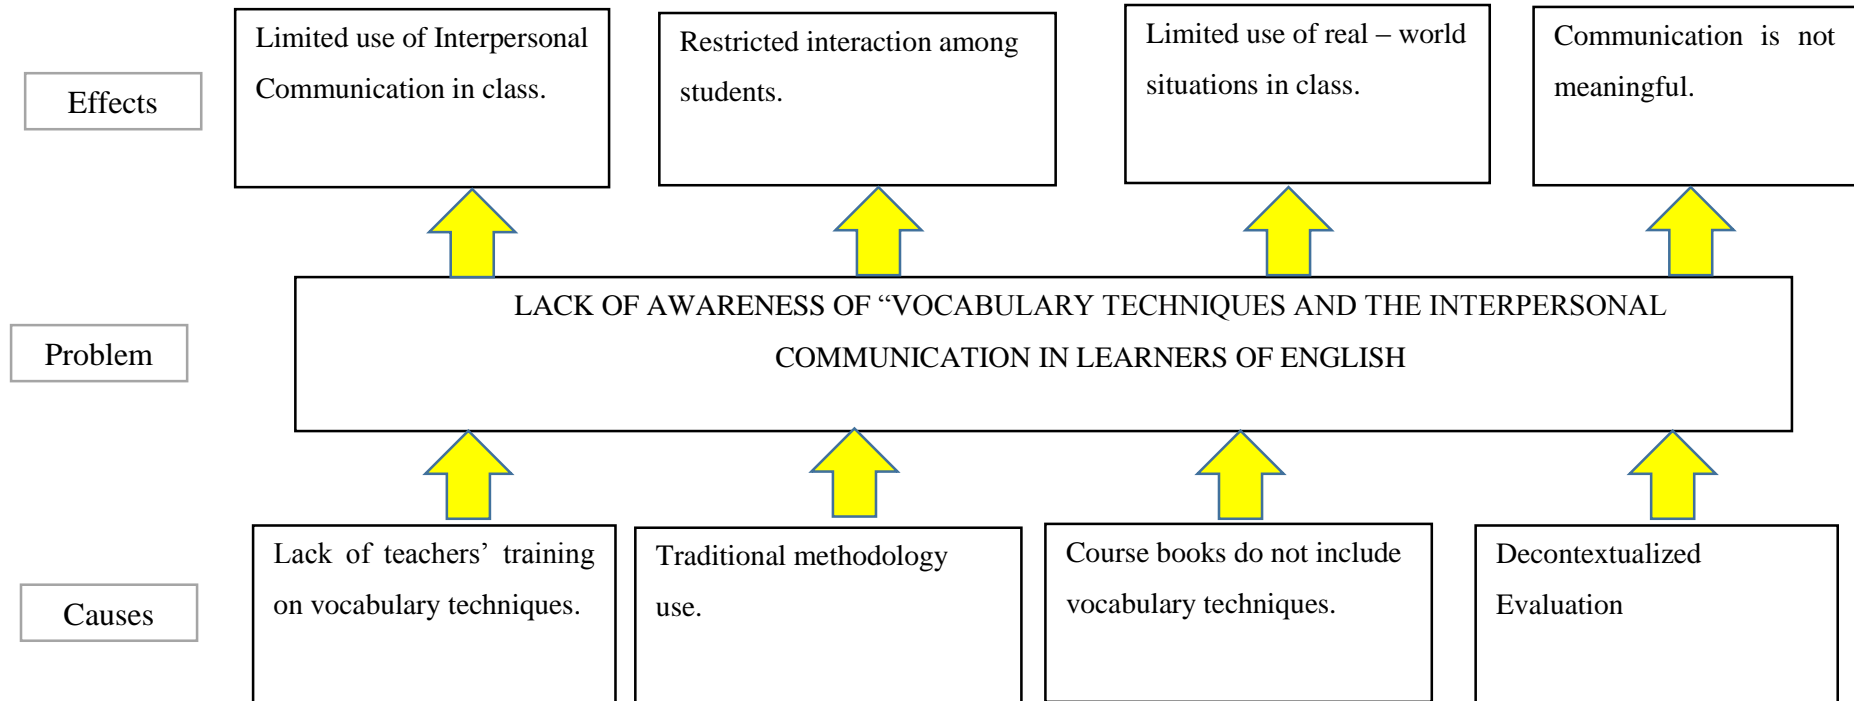 Effects
Limited use of Interpersonal
Communication in class.
Restricted interaction among
students.
Limited use of real – world
situations in class.
Communication is not
meaningful.
Problem
LACK OF AWARENESS OF “VOCABULARY TECHNIQUES AND THE INTERPERSONAL
COMMUNICATION IN LEARNERS OF ENGLISH
Causes
Lack of teachers’ training
on vocabulary techniques.
Traditional methodology
use.
Course books do not include
vocabulary techniques.
Decontextualized
Evaluation